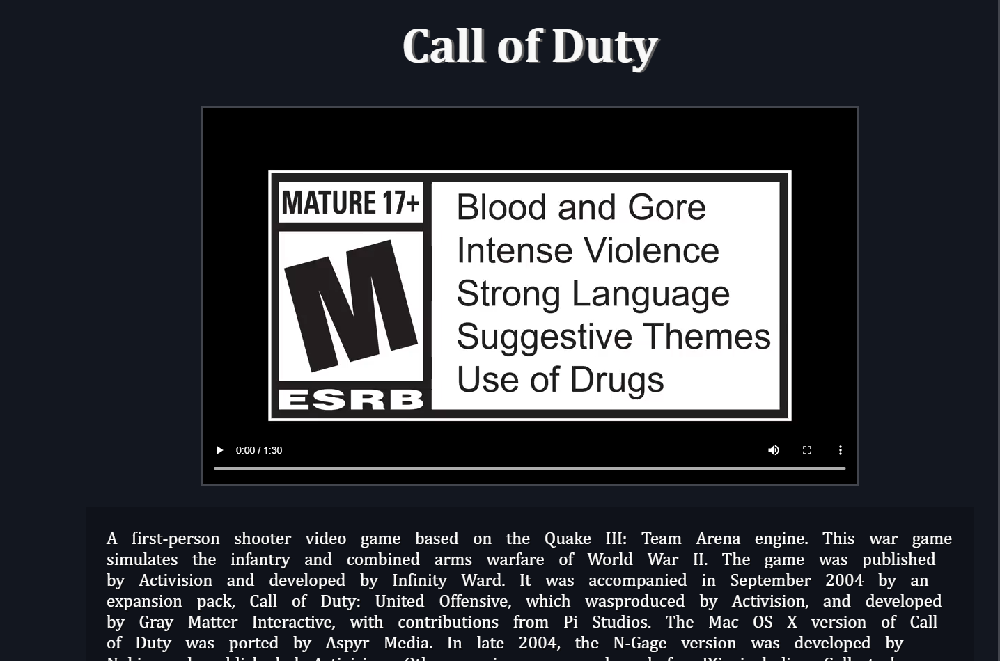 Call of Duty
MATURE 17+
M
ESRB
Blood and Gore
Intense Violence
Strong Language
Suggestive Themes
Use of Drugs
0:00 / 1:30
A first-person shooter video game based on the Quake III: Team Arena engine. This war game
simulates the infantry and combined arms warfare of World War II. The game was published
by Activision and developed by Infinity Ward. It was accompanied in September 2004 by an
expansion pack, Call of Duty: United Offensive, which wasproduced by Activision, and developed
by Gray Matter Interactive, with contributions from Pi Studios. The Mac OS X version of Call
of Duty was ported by Aspyr Media. In late 2004, the N-Gage version was developed by